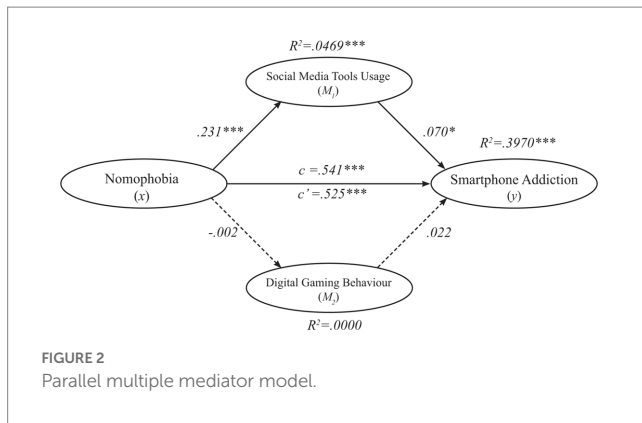 R²=.0469***
Social Media Tools Usage
(M₁)
.231***
.070*
R²=.3970***
Nomophobia
(x)
c =.541***
c’ =.525***
Smartphone Addiction
(y)
-.002
.022
Digital Gaming Behaviour
(M₂)
R²=.0000
FIGURE 2
Parallel multiple mediator model.